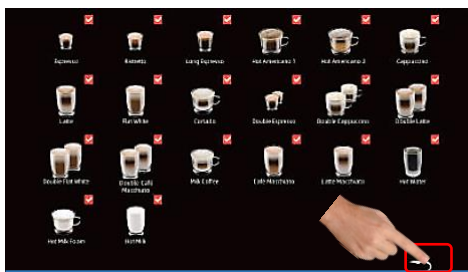 Espresso
Ristretto
Long Espresso
Hot Americano 1
Hot Americano 2
Cappuccino
Latte
Flat White
Cortado
Double Espresso
Double Cappuccino
Double Latte
Double Flat White
Double Café
Macchiato
Milk Coffee
Café Macchiato
Latte Macchiato
Hot Water
Hot Milk Foam
Hot Milk